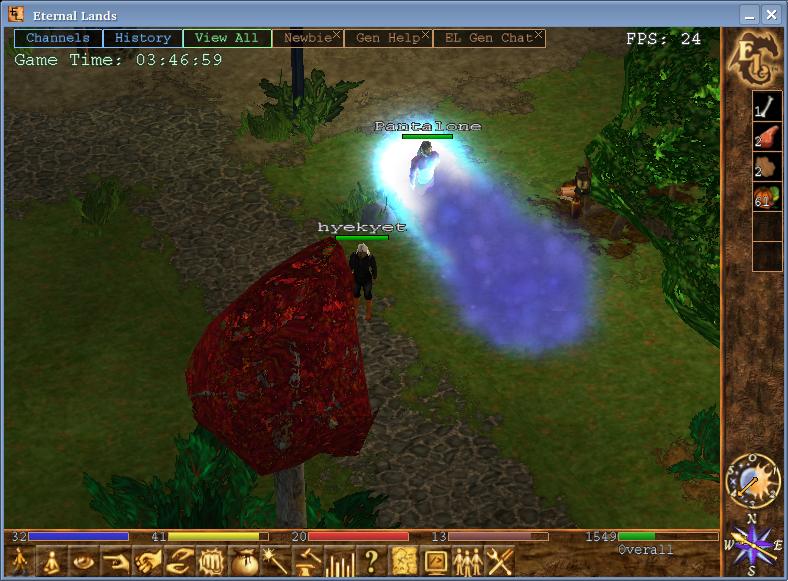 Eternal Lands
Channels History View All Newbie× Gen Help× EL Gen Chat× FPS: 24
Game Time: 03:46:59
Pantalone
hyekyet
1
2
2
61
32 41 20 13 1549
Overall
N
W E
S